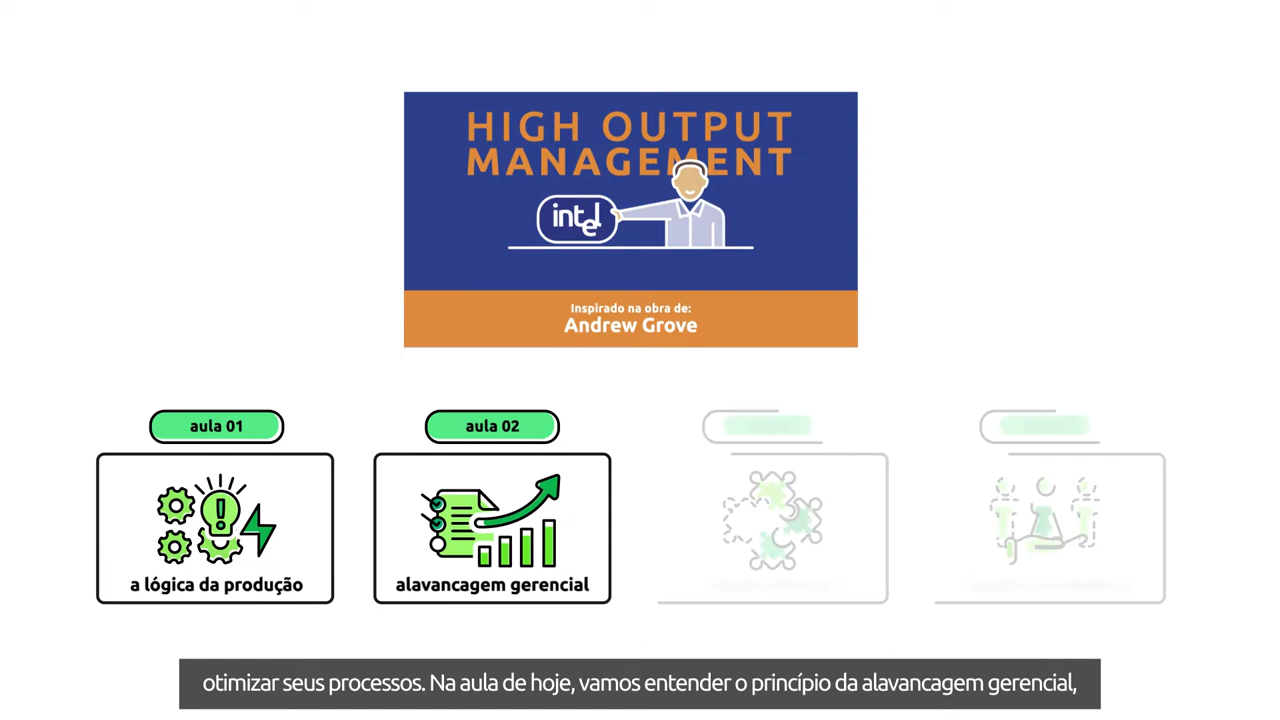 HIGH OUTPUT
MANAGEMENT
intel
Inspirado na obra de:
Andrew Grove
aula 01
aula 02
a lógica da produção
alavancagem gerencial
otimizar seus processos. Na aula de hoje, vamos entender o princípio da alavancagem gerencial,